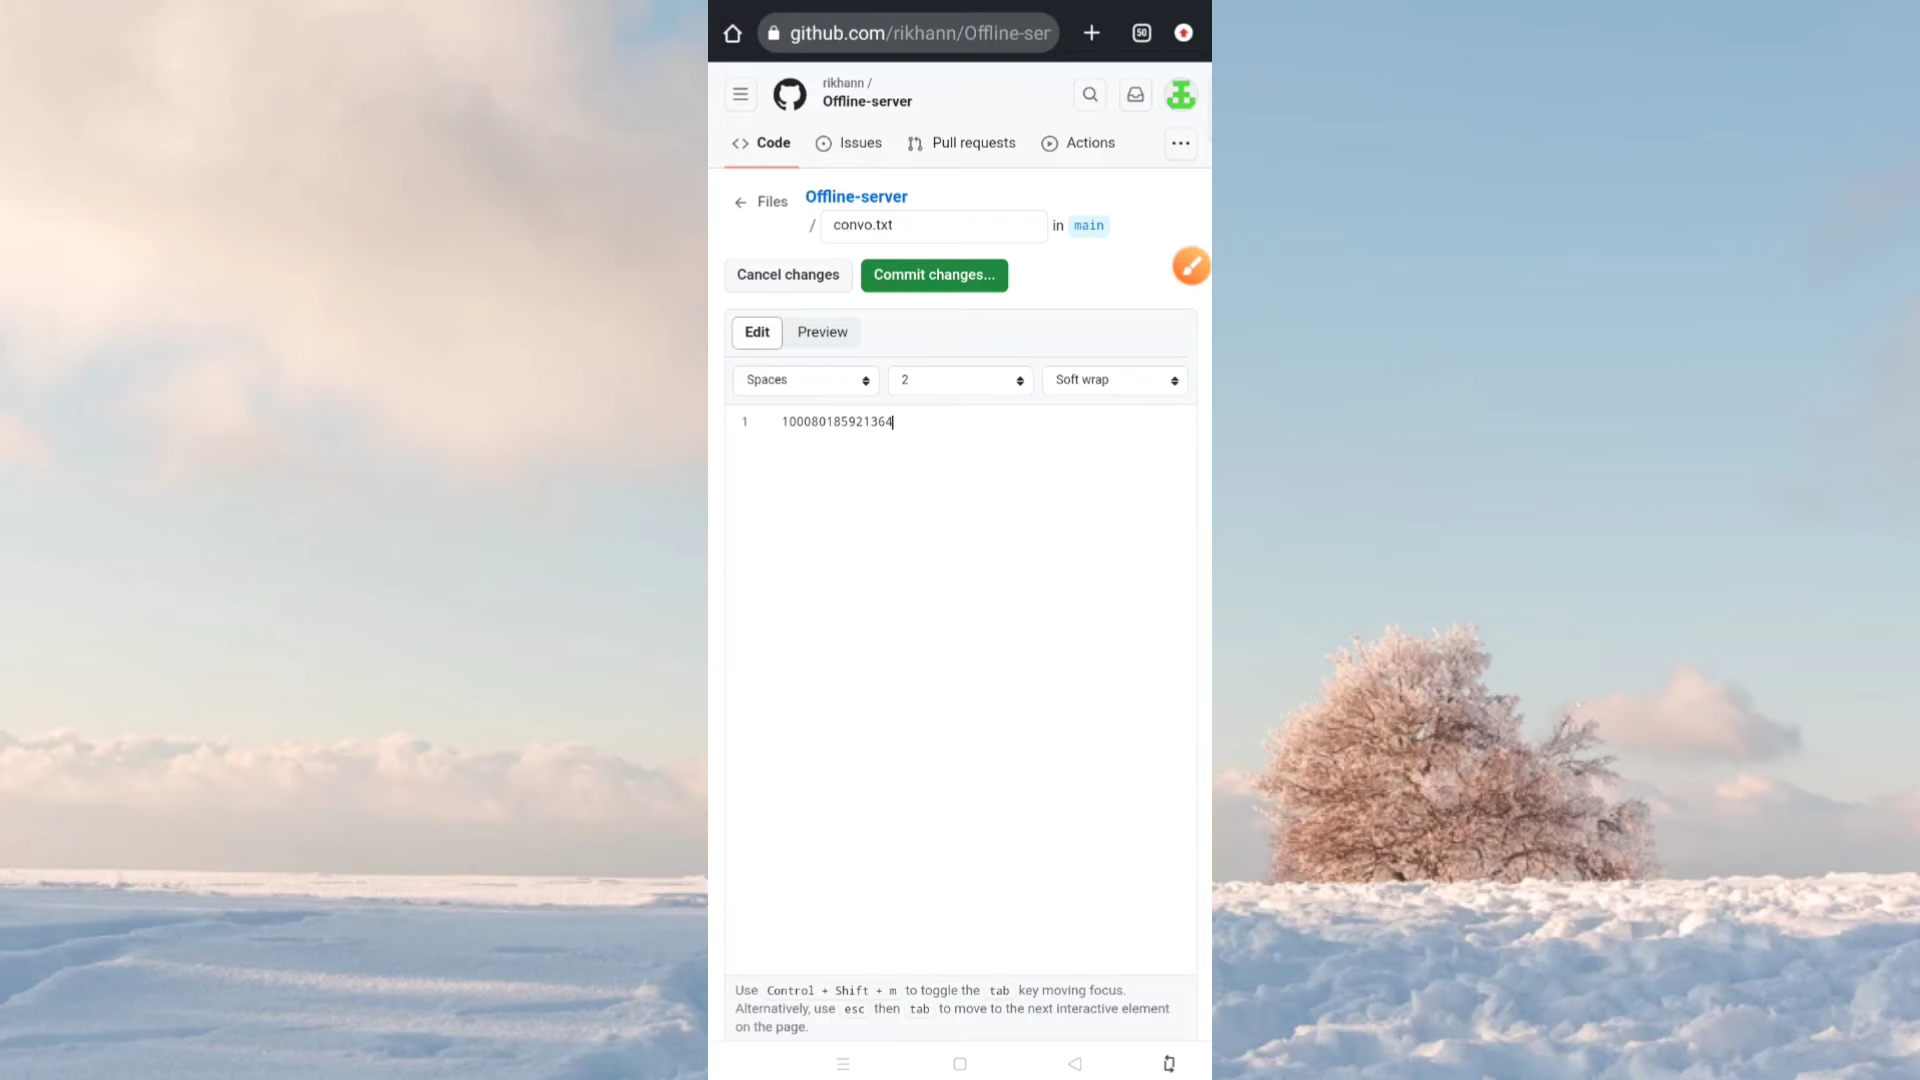 github.com/rikhann/Offline-ser
50
rikhann /
Offline-server
Code Issues Pull requests Actions
Files Offline-server
/ convo.txt in main
Cancel changes Commit changes...
Edit Preview
Spaces 2 Soft wrap
1 100080185921364
Use Control + Shift + m to toggle the tab key moving focus.
Alternatively, use esc then tab to move to the next interactive element
on the page.